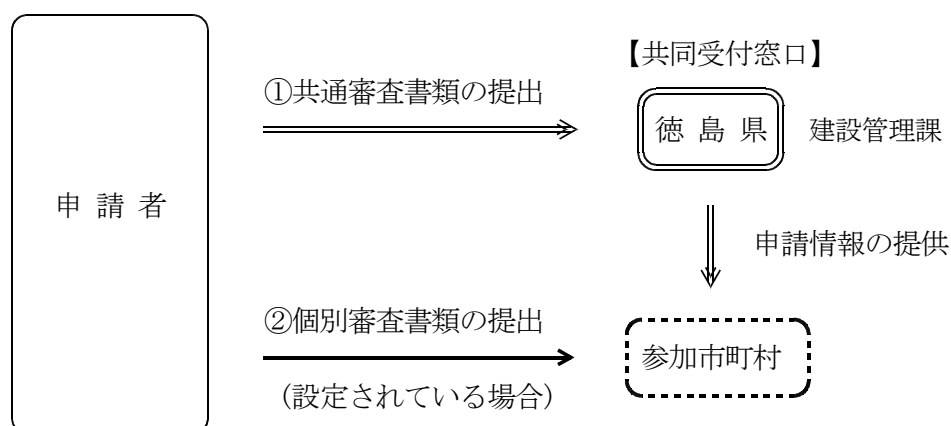 【共同受付窓口】
①共通審査書類の提出
徳 島 県 建設管理課
申 請 者
申請情報の提供
②個別審査書類の提出
参加市町村
（設定されている場合）